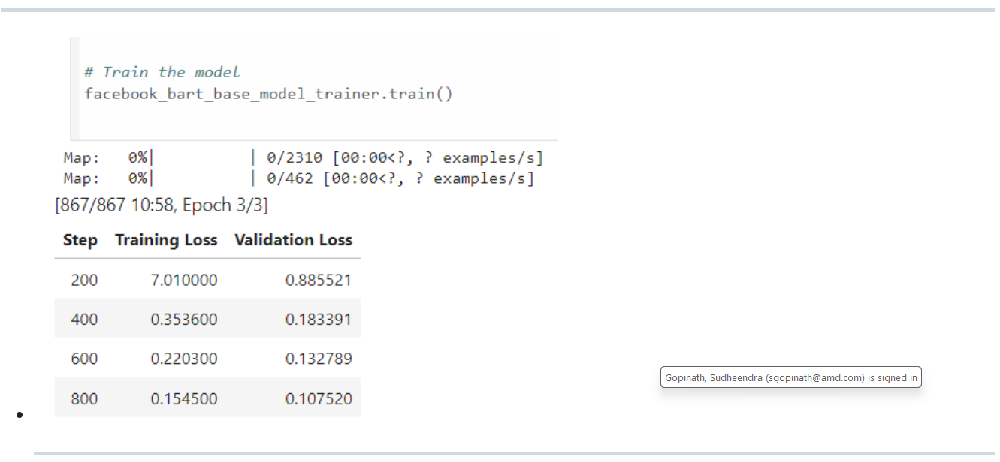 # Train the model
facebook_bart_base_model_trainer.train()
Map:   0%|          | 0/2310 [00:00<?, ? examples/s]
Map:   0%|          | 0/462 [00:00<?, ? examples/s]
[867/867 10:58, Epoch 3/3]
Step Training Loss Validation Loss
200 7.010000 0.885521
400 0.353600 0.183391
600 0.220300 0.132789
Gopinath, Sudheendra (sgopinath@amd.com) is signed in
800 0.154500 0.107520